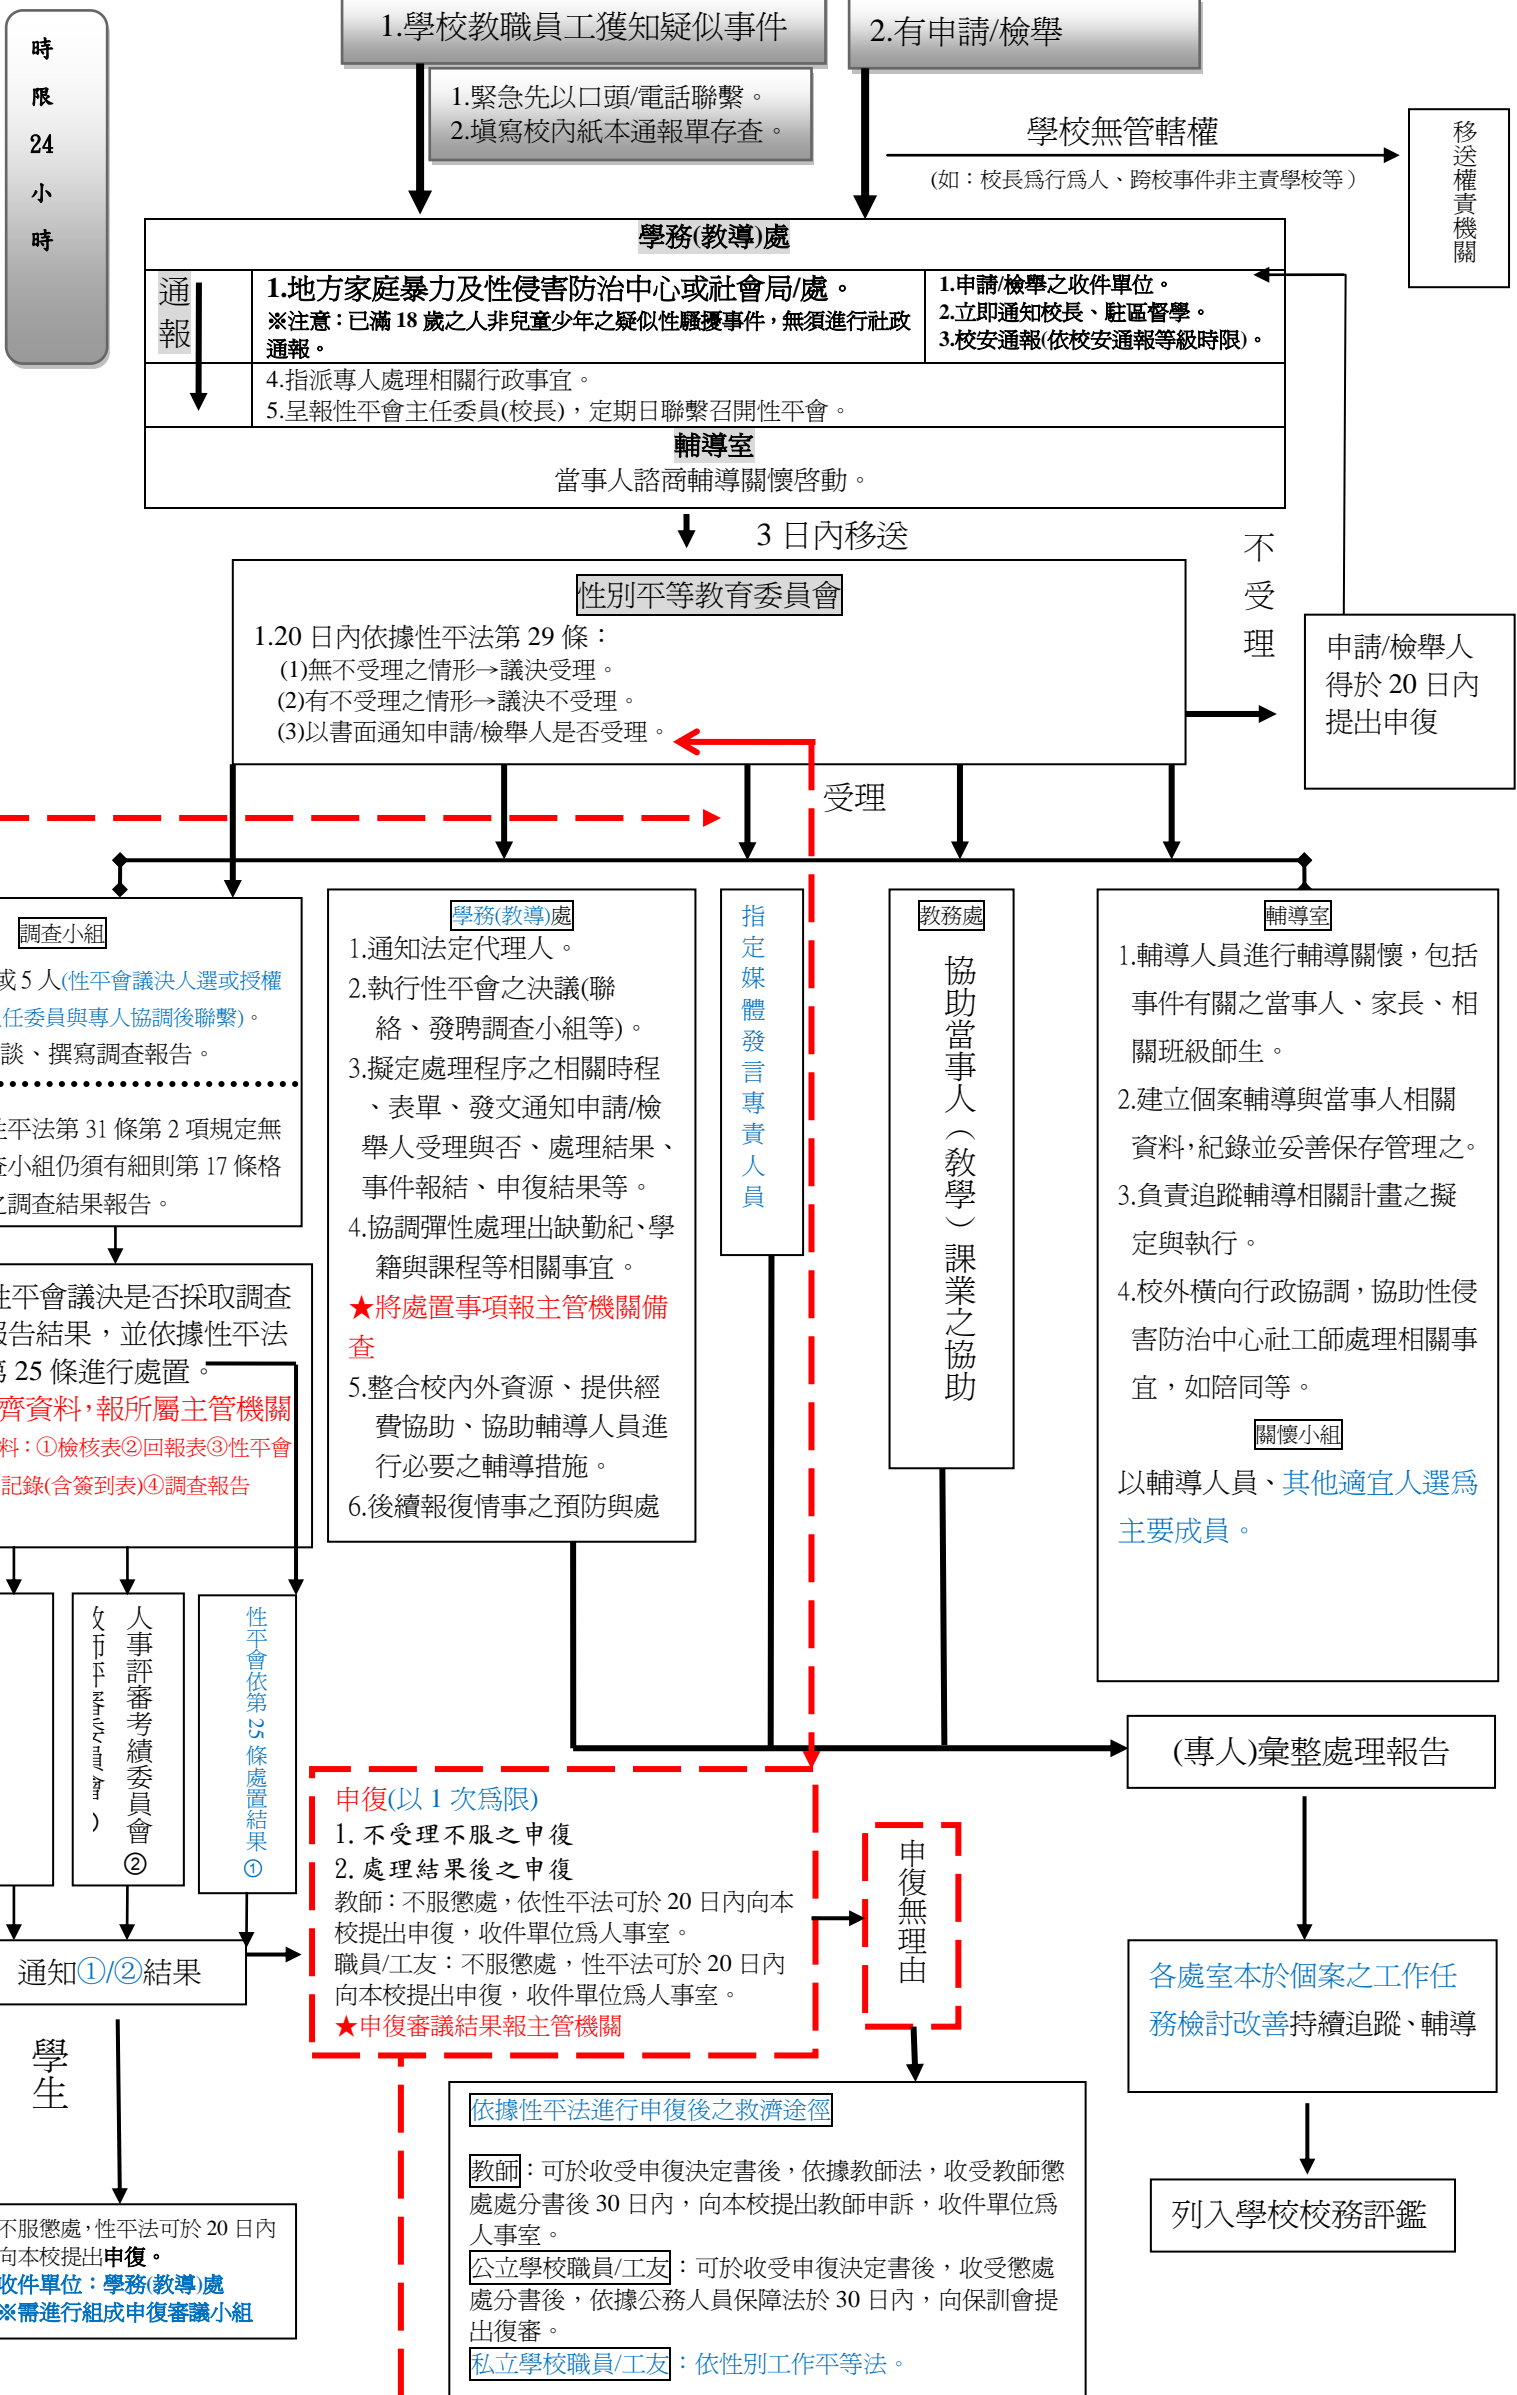 時
限
24
小
時
1.學校教職員工獲知疑似事件
2.有申請/檢舉
1.緊急先以口頭/電話聯繫。
2.填寫校內紙本通報單存查。
學校無管轄權
(如：校長為行為人、跨校事件非主責學校等）
移送權責機關
學務(教導)處
通報
1.地方家庭暴力及性侵害防治中心或社會局/處。
※注意：已滿 18 歲之人非兒童少年之疑似性騷擾事件，無須進行社政
通報。
1.申請/檢舉之收件單位。
2.立即通知校長、駐區督學。
3.校安通報(依校安通報等級時限)。
4.指派專人處理相關行政事宜。
5.呈報性平會主任委員(校長)，定期日聯繫召開性平會。
輔導室
當事人諮商輔導關懷啓動。
3 日內移送
不
受
理
性別平等教育委員會
1.20 日內依據性平法第 29 條：
(1)無不受理之情形→議決受理。
(2)有不受理之情形→議決不受理。
(3)以書面通知申請/檢舉人是否受理。
申請/檢舉人
得於 20 日內
提出申復
受理
調查小組
或 5 人(性平會議決人選或授權
任委員與專人協調後聯繫)。
談、撰寫調查報告。
性平法第 31 條第 2 項規定無
查小組仍須有細則第 17 條格
之調查結果報告。
學務(教導)處
1.通知法定代理人。
2.執行性平會之決議(聯
絡、發聘調查小組等)。
3.擬定處理程序之相關時程
、表單、發文通知申請/檢
舉人受理與否、處理結果、
事件報結、申復結果等。
4.協調彈性處理出缺勤紀、學
籍與課程等相關事宜。
★將處置事項報主管機關備
查
5.整合校內外資源、提供經
費協助、協助輔導人員進
行必要之輔導措施。
6.後續報復情事之預防與處
指定媒體發言專責人員
教務處
協助當事人（教學）課業之協助
輔導室
1.輔導人員進行輔導關懷，包括
事件有關之當事人、家長、相
關班級師生。
2.建立個案輔導與當事人相關
資料，紀錄並妥善保存管理之。
3.負責追蹤輔導相關計畫之擬
定與執行。
4.校外橫向行政協調，協助性侵
害防治中心社工師處理相關事
宜，如陪同等。
關懷小組
以輔導人員、其他適宜人選為
主要成員。
性平會議決是否採取調查
報告結果，並依據性平法
第 25 條進行處置。
齊資料，報所屬主管機關
料：①檢核表②回報表③性平會
記錄(含簽到表)④調查報告
人事評審考績委員會②
教師評審委員會
性平會依第 25 條處置結果①
(專人)彙整處理報告
申復(以 1 次為限)
1. 不受理不服之申復
2. 處理結果後之申復
教師：不服懲處，依性平法可於 20 日內向本
校提出申復，收件單位為人事室。
職員/工友：不服懲處，性平法可於 20 日內
向本校提出申復，收件單位為人事室。
★申復審議結果報主管機關
申復無理由
通知①/②結果
各處室本於個案之工作任
務檢討改善持續追蹤、輔導
學生
依據性平法進行申復後之救濟途徑
教師：可於收受申復決定書後，依據教師法，收受教師懲
處處分書後 30 日內，向本校提出教師申訴，收件單位為
人事室。
公立學校職員/工友：可於收受申復決定書後，收受懲處
處分書後，依據公務人員保障法於 30 日內，向保訓會提
出復審。
私立學校職員/工友：依性別工作平等法。
列入學校校務評鑑
不服懲處，性平法可於 20 日內
向本校提出申復。
收件單位：學務(教導)處
※需進行組成申復審議小組